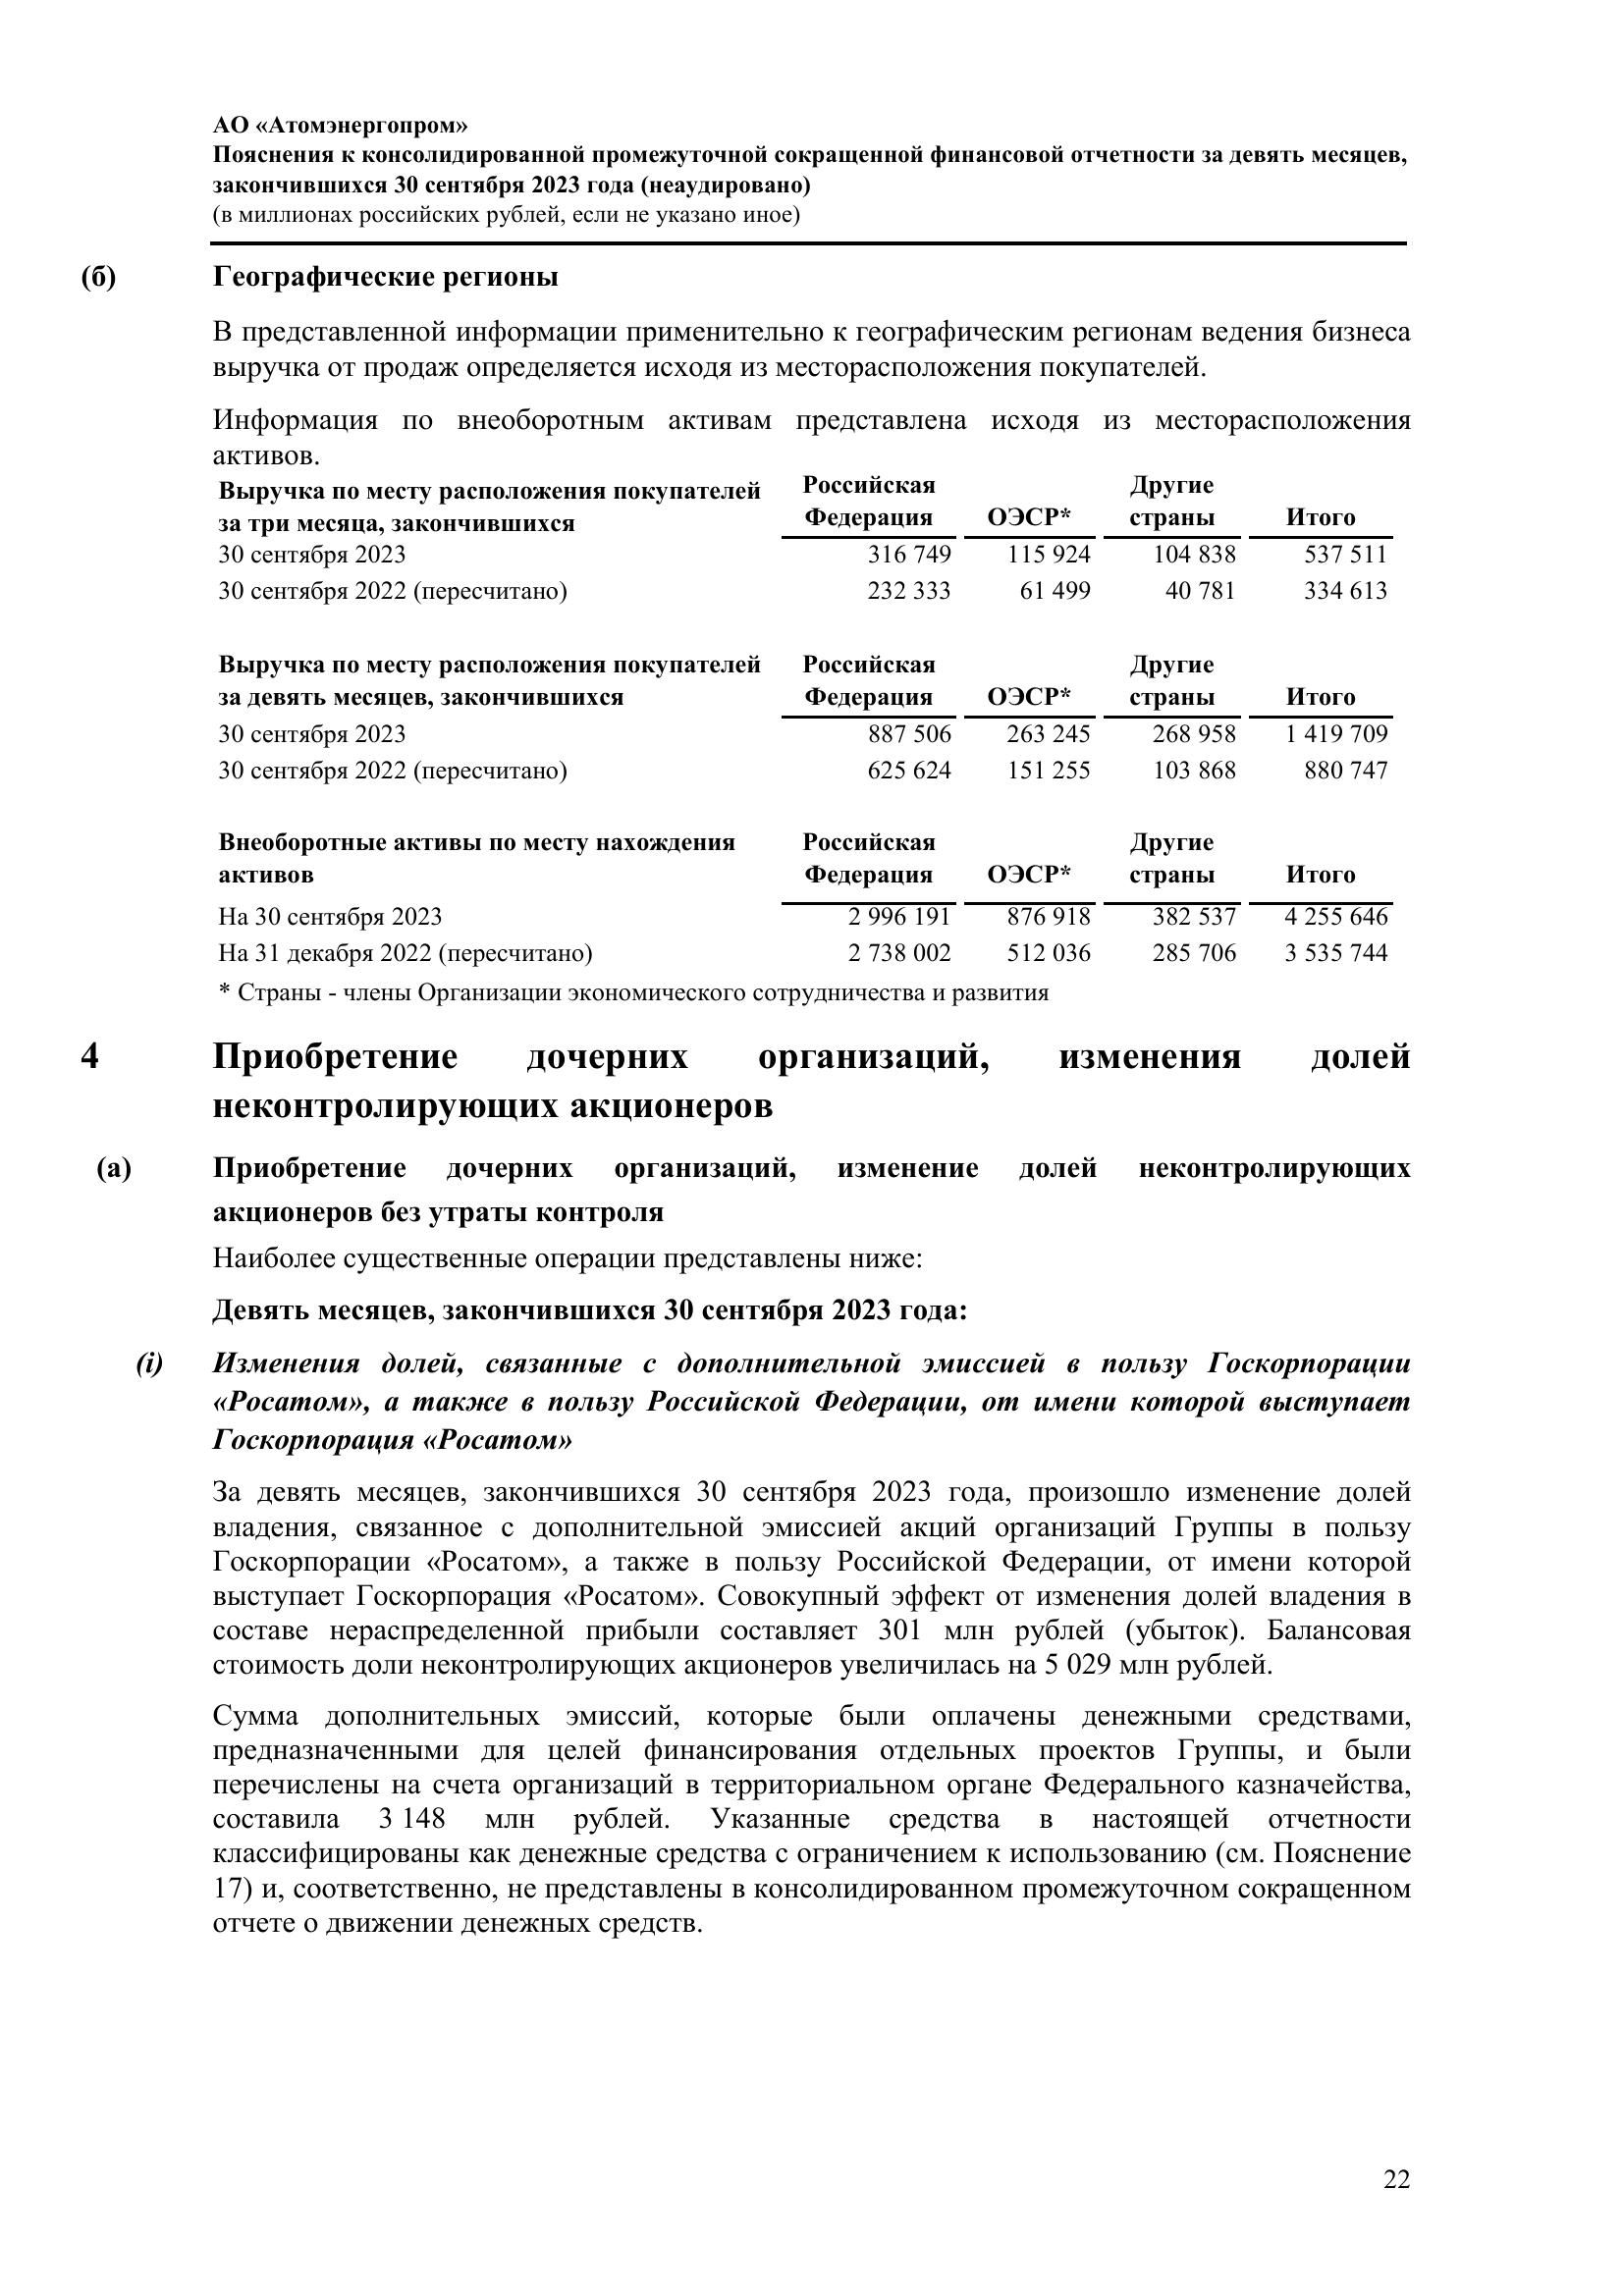 АО «Атомэнергопром»
Пояснения к консолидированной промежуточной сокращенной финансовой отчетности за девять месяцев,
закончившихся 30 сентября 2023 года (неаудировано)
(в миллионах российских рублей, если не указано иное)
(б) Географические регионы
В представленной информации применительно к географическим регионам ведения бизнеса
выручка от продаж определяется исходя из месторасположения покупателей.
Информация по внеоборотным активам представлена исходя из месторасположения
активов.
Выручка по месту расположения покупателей Российская Другие
за три месяца, закончившихся Федерация ОЭСР* страны Итого
30 сентября 2023 316 749 115 924 104 838 537 511
30 сентября 2022 (пересчитано) 232 333 61 499 40 781 334 613
Выручка по месту расположения покупателей Российская Другие
за девять месяцев, закончившихся Федерация ОЭСР* страны Итого
30 сентября 2023 887 506 263 245 268 958 1 419 709
30 сентября 2022 (пересчитано) 625 624 151 255 103 868 880 747
Внеоборотные активы по месту нахождения Российская Другие
активов Федерация ОЭСР* страны Итого
На 30 сентября 2023 2 996 191 876 918 382 537 4 255 646
На 31 декабря 2022 (пересчитано) 2 738 002 512 036 285 706 3 535 744
* Страны - члены Организации экономического сотрудничества и развития
4 Приобретение дочерних организаций, изменения долей
неконтролирующих акционеров
(а) Приобретение дочерних организаций, изменение долей неконтролирующих
акционеров без утраты контроля
Наиболее существенные операции представлены ниже:
Девять месяцев, закончившихся 30 сентября 2023 года:
(i) Изменения долей, связанные с дополнительной эмиссией в пользу Госкорпорации
«Росатом», а также в пользу Российской Федерации, от имени которой выступает
Госкорпорация «Росатом»
За девять месяцев, закончившихся 30 сентября 2023 года, произошло изменение долей
владения, связанное с дополнительной эмиссией акций организаций Группы в пользу
Госкорпорации «Росатом», а также в пользу Российской Федерации, от имени которой
выступает Госкорпорация «Росатом». Совокупный эффект от изменения долей владения в
составе нераспределенной прибыли составляет 301 млн рублей (убыток). Балансовая
стоимость доли неконтролирующих акционеров увеличилась на 5 029 млн рублей.
Сумма дополнительных эмиссий, которые были оплачены денежными средствами,
предназначенными для целей финансирования отдельных проектов Группы, и были
перечислены на счета организаций в территориальном органе Федерального казначейства,
составила 3 148 млн рублей. Указанные средства в настоящей отчетности
классифицированы как денежные средства с ограничением к использованию (см. Пояснение
17) и, соответственно, не представлены в консолидированном промежуточном сокращенном
отчете о движении денежных средств.
22